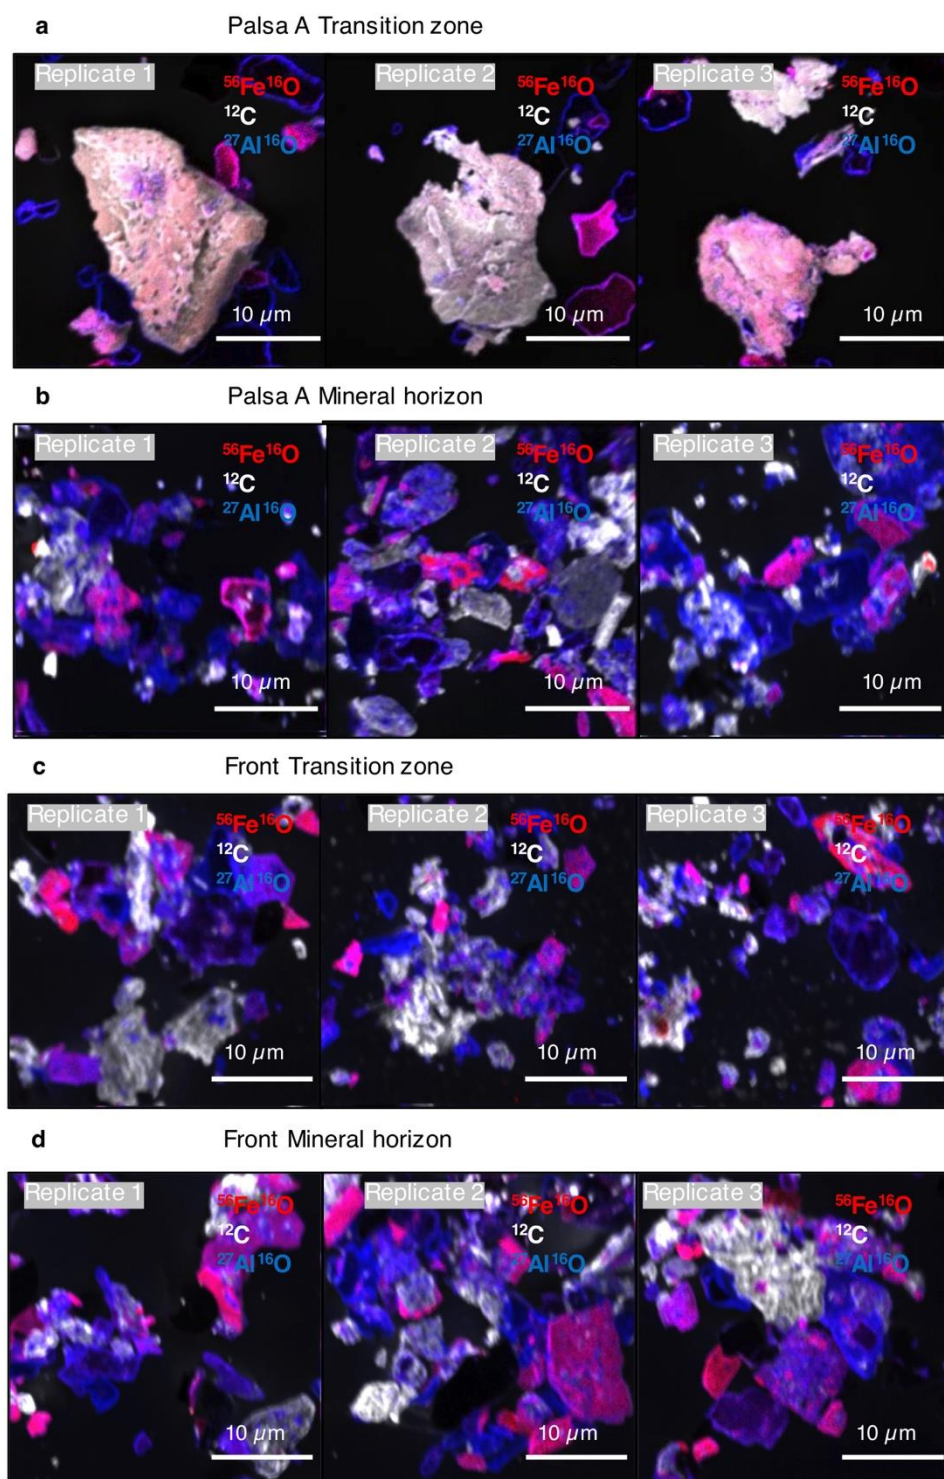 a Palsa A Transition zone
Replicate 1 Replicate 2 Replicate 3
⁵⁶Fe¹⁶O ⁵⁶Fe¹⁶O ⁵⁶Fe¹⁶O
¹²C ¹²C ¹²C
²⁷Al¹⁶O ²⁷Al¹⁶O ²⁷Al¹⁶O
10 µm 10 µm 10 µm
b Palsa A Mineral horizon
Replicate 1 Replicate 2 Replicate 3
⁵⁶Fe¹⁶O ⁵⁶Fe¹⁶O ⁵⁶Fe¹⁶O
¹²C ¹²C ¹²C
²⁷Al¹⁶O ²⁷Al¹⁶O ²⁷Al¹⁶O
10 µm 10 µm 10 µm
c Front Transition zone
Replicate 1 Replicate 2 Replicate 3
⁵⁶Fe¹⁶O ⁵⁶Fe¹⁶O ⁵⁶Fe¹⁶O
¹²C ¹²C ¹²C
²⁷Al¹⁶O ²⁷Al¹⁶O ²⁷Al¹⁶O
10 µm 10 µm 10 µm
d Front Mineral horizon
Replicate 1 Replicate 2 Replicate 3
⁵⁶Fe¹⁶O ⁵⁶Fe¹⁶O ⁵⁶Fe¹⁶O
¹²C ¹²C ¹²C
²⁷Al¹⁶O ²⁷Al¹⁶O ²⁷Al¹⁶O
10 µm 10 µm 10 µm